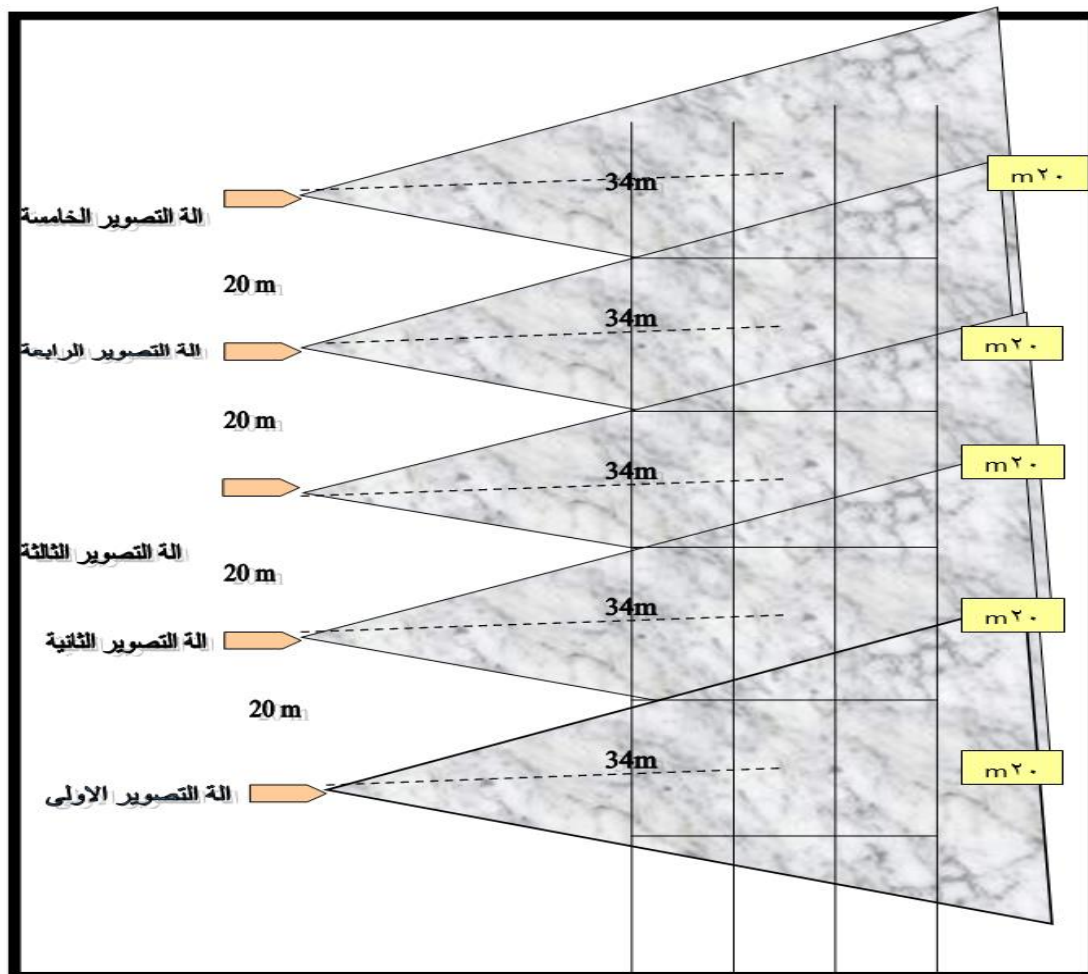 34m
m٢٠
الة التصوير الخامسة
20 m
34m
m٢٠
الة التصوير الرابعة
20 m
34m
m٢٠
الة التصوير الثالثة
20 m
34m
m٢٠
الة التصوير الثانية
20 m
34m
m٢٠
الة التصوير الاولى